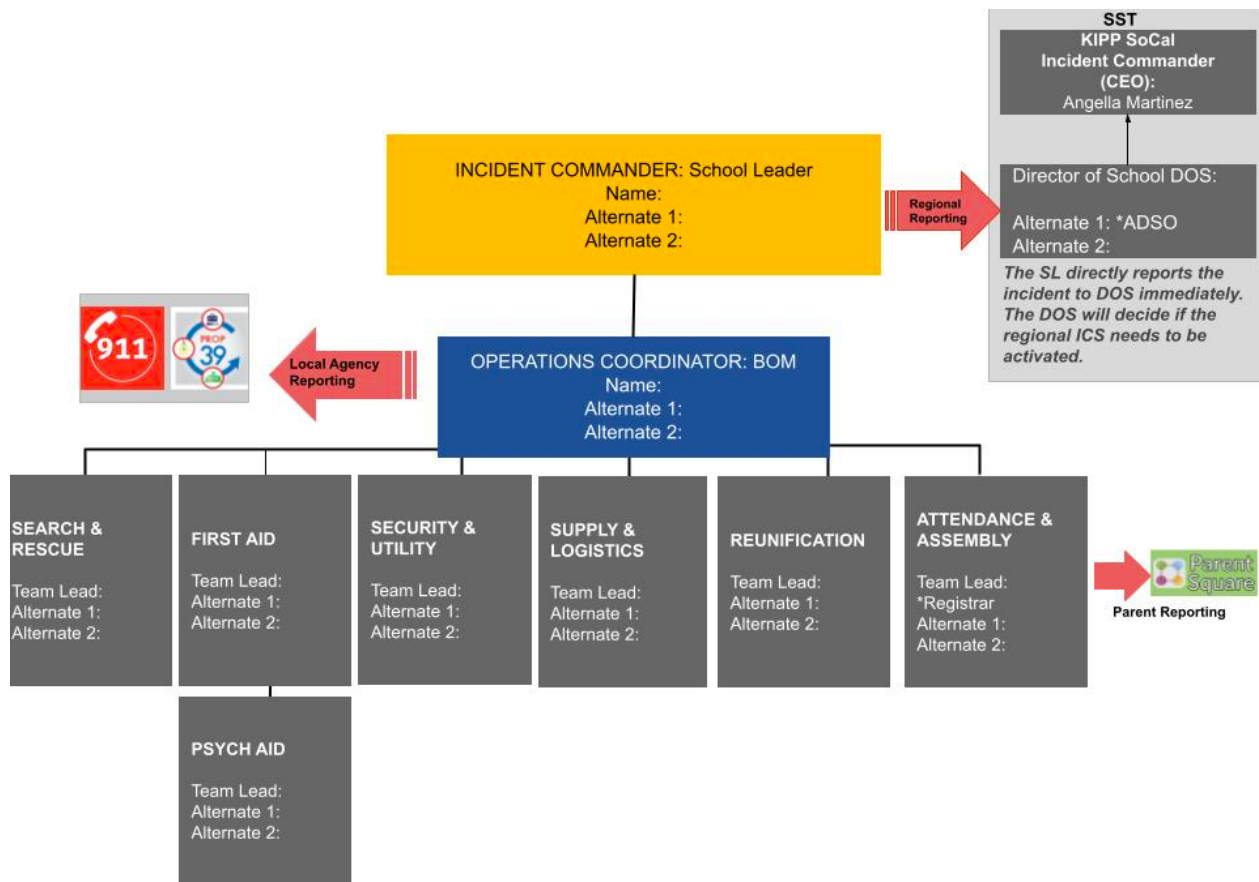 SST
KIPP SoCal
Incident Commander
(CEO):
Angella Martinez
INCIDENT COMMANDER: School Leader
Name:
Alternate 1:
Alternate 2:
Regional
Reporting
Director of School DOS:
Alternate 1: *ADSO
Alternate 2:
The SL directly reports the
incident to DOS immediately.
The DOS will decide if the
regional ICS needs to be
activated.
911
PROP
39
Local Agency
Reporting
OPERATIONS COORDINATOR: BOM
Name:
Alternate 1:
Alternate 2:
SEARCH &
RESCUE
Team Lead:
Alternate 1:
Alternate 2:
FIRST AID
Team Lead:
Alternate 1:
Alternate 2:
SECURITY &
UTILITY
Team Lead:
Alternate 1:
Alternate 2:
SUPPLY &
LOGISTICS
Team Lead:
Alternate 1:
Alternate 2:
REUNIFICATION
Team Lead:
Alternate 1:
Alternate 2:
ATTENDANCE &
ASSEMBLY
Team Lead:
*Registrar
Alternate 1:
Alternate 2:
Parent
Square
Parent Reporting
PSYCH AID
Team Lead:
Alternate 1:
Alternate 2: